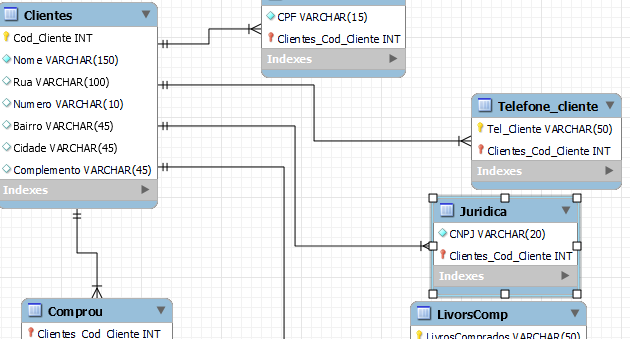 Clientes
Cod_Cliente INT
Nome VARCHAR(150)
Rua VARCHAR(100)
Numero VARCHAR(10)
Bairro VARCHAR(45)
Cidade VARCHAR(45)
Complemento VARCHAR(45)
Indexes
CPF VARCHAR(15)
Clientes_Cod_Cliente INT
Indexes
Telefone_cliente
Tel_Cliente VARCHAR(50)
Clientes_Cod_Cliente INT
Indexes
Juridica
CNPJ VARCHAR(20)
Clientes_Cod_Cliente INT
Indexes
Comprou
Clientes_Cod_Cliente INT
LivorsComp
LivrosComprados VARCHAR(50)